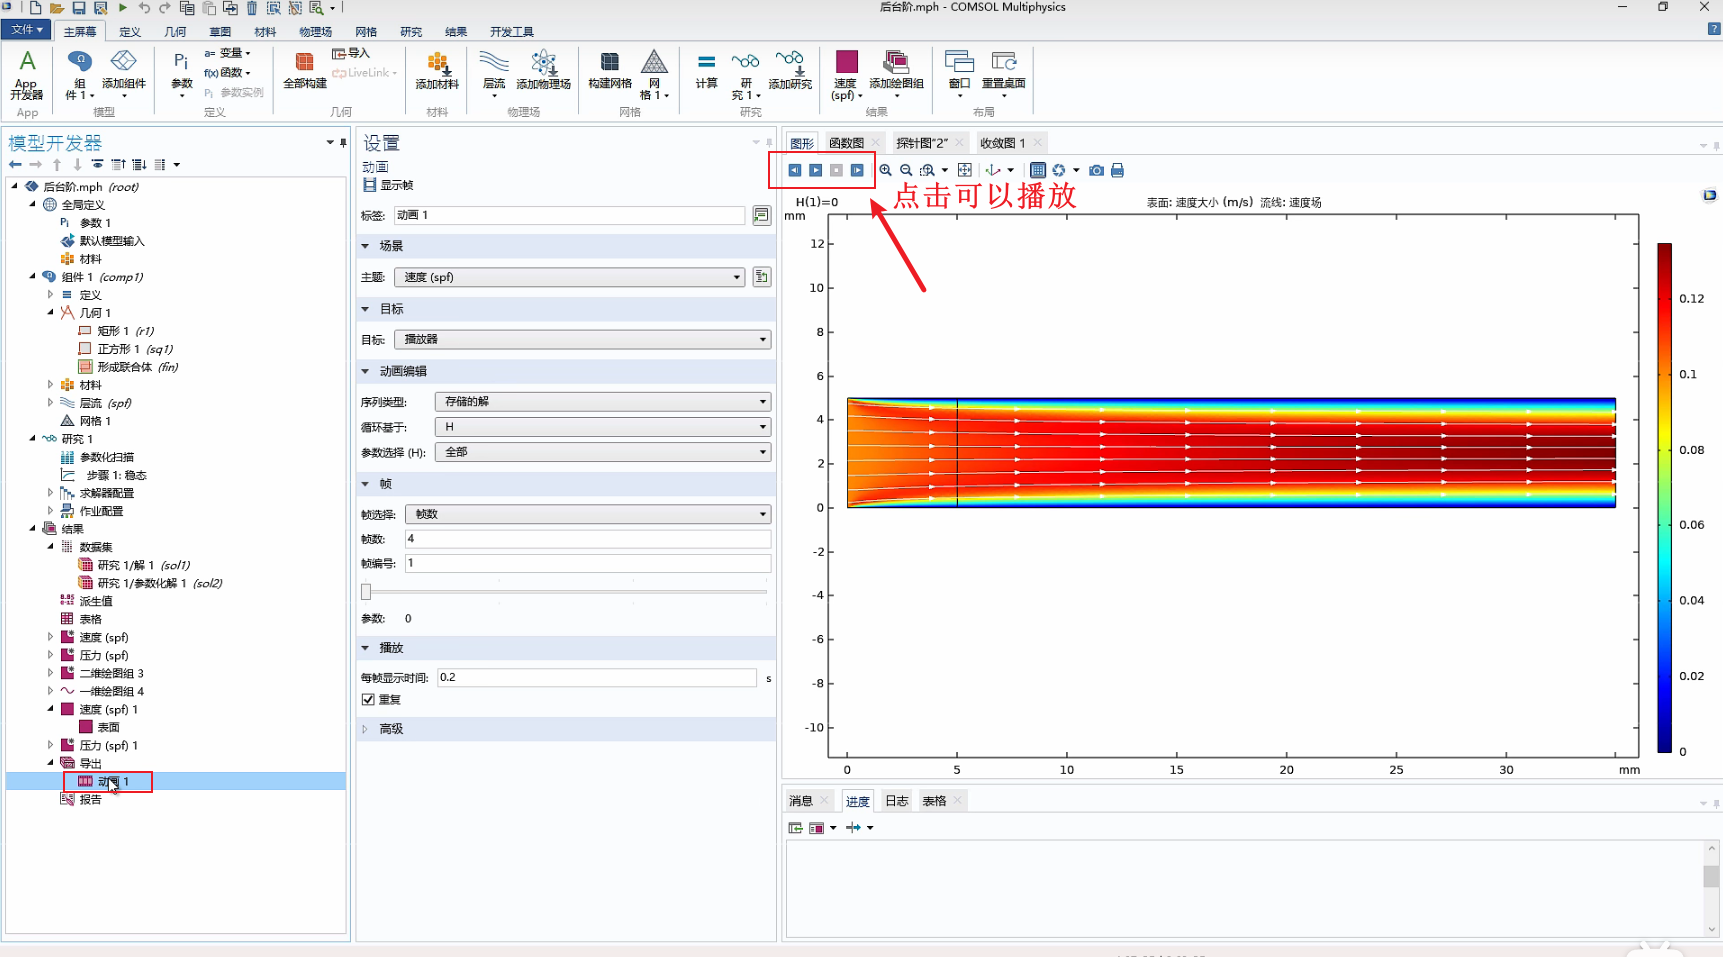 后台阶.mph - COMSOL Multiphysics
文件 主屏幕 定义 几何 草图 材料 物理场 网格 研究 结果 开发工具
App 开发器
App
组件 1 添加组件
模型
Pi 参数
a= 变量
f(x) 函数
Pi 参数实例
定义
全部构建
导入
LiveLink
几何
添加材料
材料
层流 添加物理场
物理场
构建网格 网格 1
网格
计算 研究 1 添加研究
研究
速度 (spf) 添加绘图组
结果
窗口 重置桌面
布局
模型开发器
后台阶.mph (root)
全局定义
Pi 参数 1
默认模型输入
材料
组件 1 (comp1)
定义
几何 1
矩形 1 (r1)
正方形 1 (sq1)
形成联合体 (fin)
材料
层流 (spf)
网格 1
研究 1
参数化扫描
步骤 1: 稳态
求解器配置
作业配置
结果
数据集
研究 1/解 1 (sol1)
研究 1/参数化解 1 (sol2)
8.85
e-12
派生值
表格
速度 (spf)
压力 (spf)
二维绘图组 3
一维绘图组 4
速度 (spf) 1
表面
压力 (spf) 1
导出
动画 1
报告
设置
动画
显示帧
标签: 动画 1
场景
主题: 速度 (spf)
目标
目标: 播放器
动画编辑
序列类型: 存储的解
循环基于: H
参数选择 (H): 全部
帧
帧选择: 帧数
帧数: 4
帧编号: 1
参数: 0
播放
每帧显示时间: 0.2 s
重复
高级
图形 函数图 探针图“2” 收敛图 1
点击可以播放
H(1)=0
表面: 速度大小 (m/s) 流线: 速度场
mm
12
10
8
6
4
2
0
-2
-4
-6
-8
-10
0 5 10 15 20 25 30 mm
0.12
0.1
0.08
0.06
0.04
0.02
0
消息 进度 日志 表格